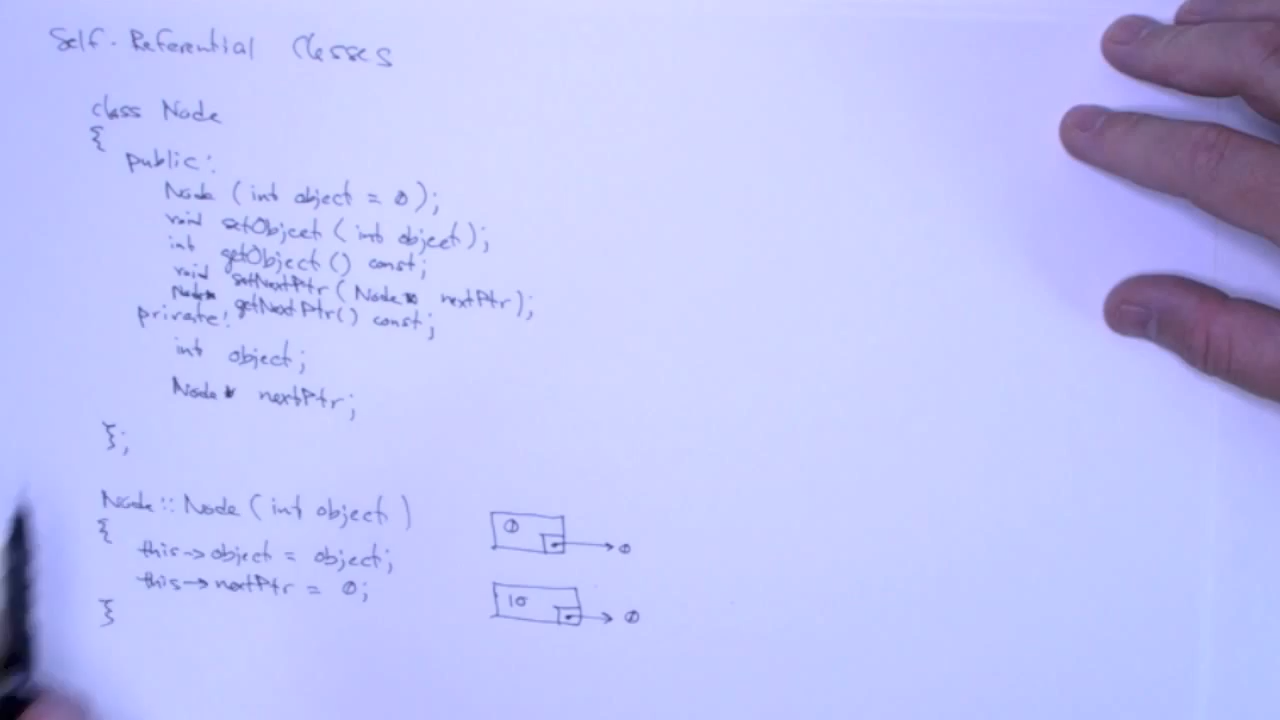 Self-Referential Classes
class Node
{
public:
Node (int object = 0);
void setObject (int object);
int getObject () const;
void setNextPtr (Node* nextPtr);
Node* getNextPtr() const;
private:
int object;
Node* nextPtr;
};
Node::Node (int object)
{
this->object = object;
this->nextPtr = 0;
}
0 0
10 0